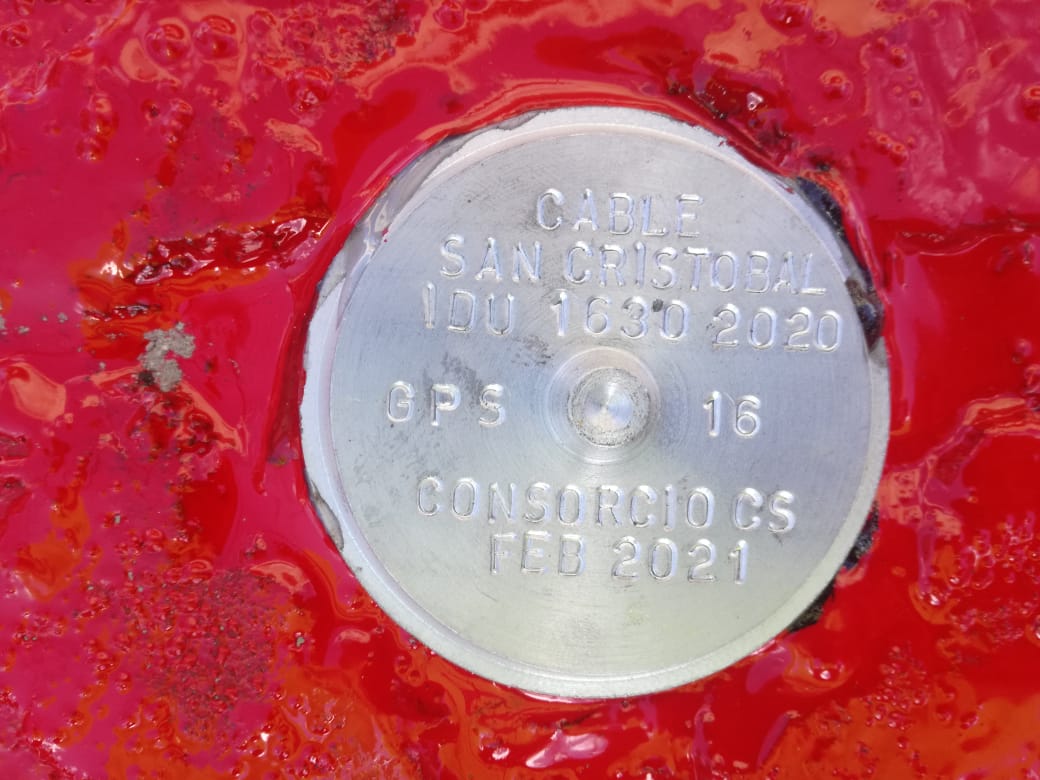 CABLE
SAN CRISTOBAL
IDU 1630 2020
GPS 16
CONSORCIO CS
FEB 2021